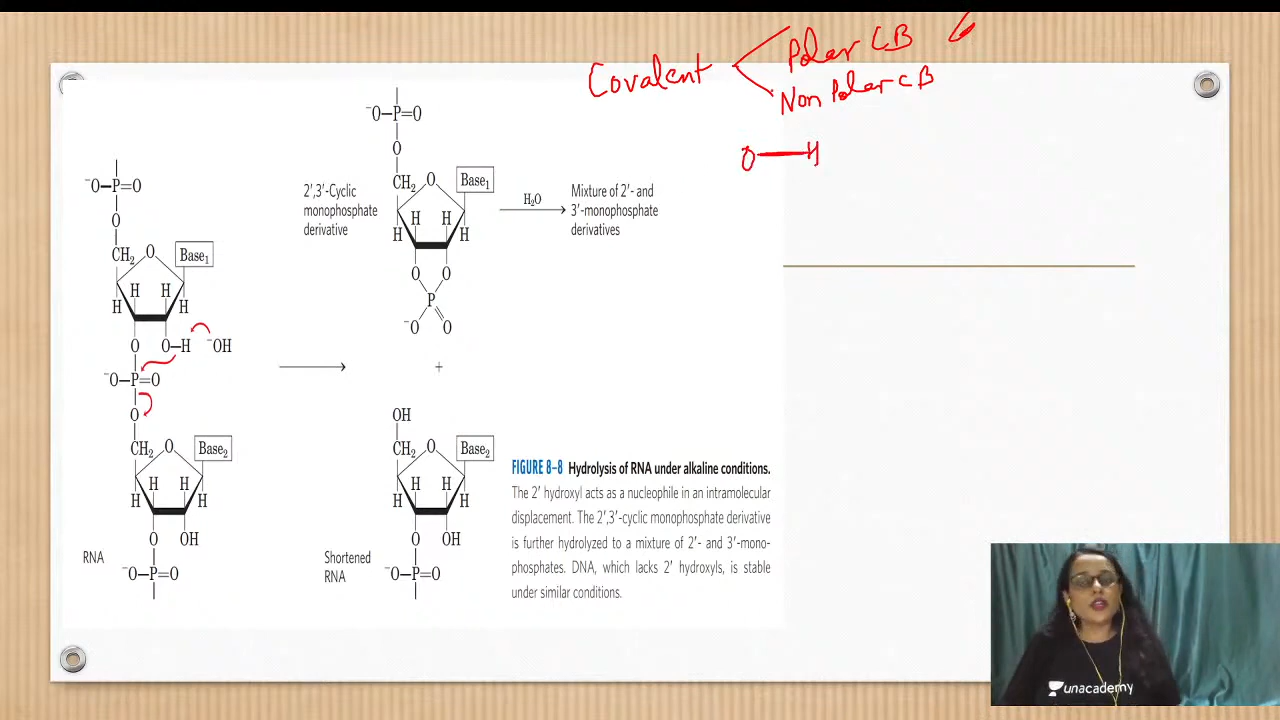 Covalent
Polar CB
Non Polar CB
O—H
⁻O—P=O
O
CH₂
O
Base₁
H H
H H
O O
P
⁻O O
2′,3′-Cyclic
monophosphate
derivative
H₂O
Mixture of 2′- and
3′-monophosphate
derivatives
⁻O—P=O
O
CH₂
O
Base₁
H H
H H
O O—H ⁻OH
⁻O—P=O
O
CH₂
O
Base₂
H H
H H
O OH
RNA
⁻O—P=O
+
OH
CH₂
O
Base₂
H H
H H
O OH
Shortened
RNA
⁻O—P=O
FIGURE 8–8 Hydrolysis of RNA under alkaline conditions.
The 2′ hydroxyl acts as a nucleophile in an intramolecular
displacement. The 2′,3′-cyclic monophosphate derivative
is further hydrolyzed to a mixture of 2′- and 3′-mono-
phosphates. DNA, which lacks 2′ hydroxyls, is stable
under similar conditions.
unacademy